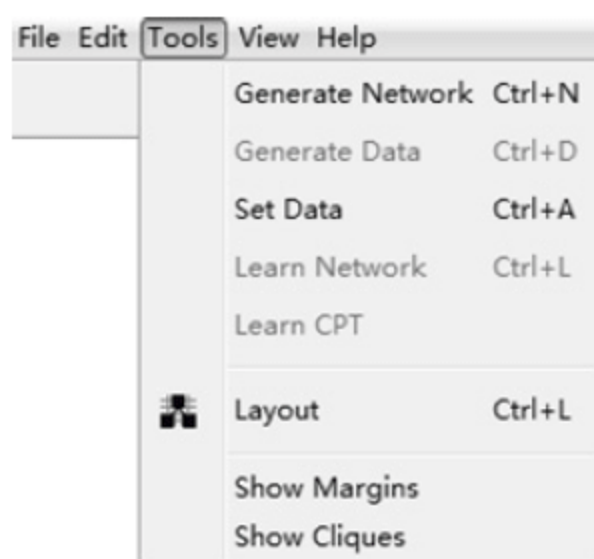 File Edit Tools View Help
Generate Network Ctrl+N
Generate Data Ctrl+D
Set Data Ctrl+A
Learn Network Ctrl+L
Learn CPT
Layout Ctrl+L
Show Margins
Show Cliques